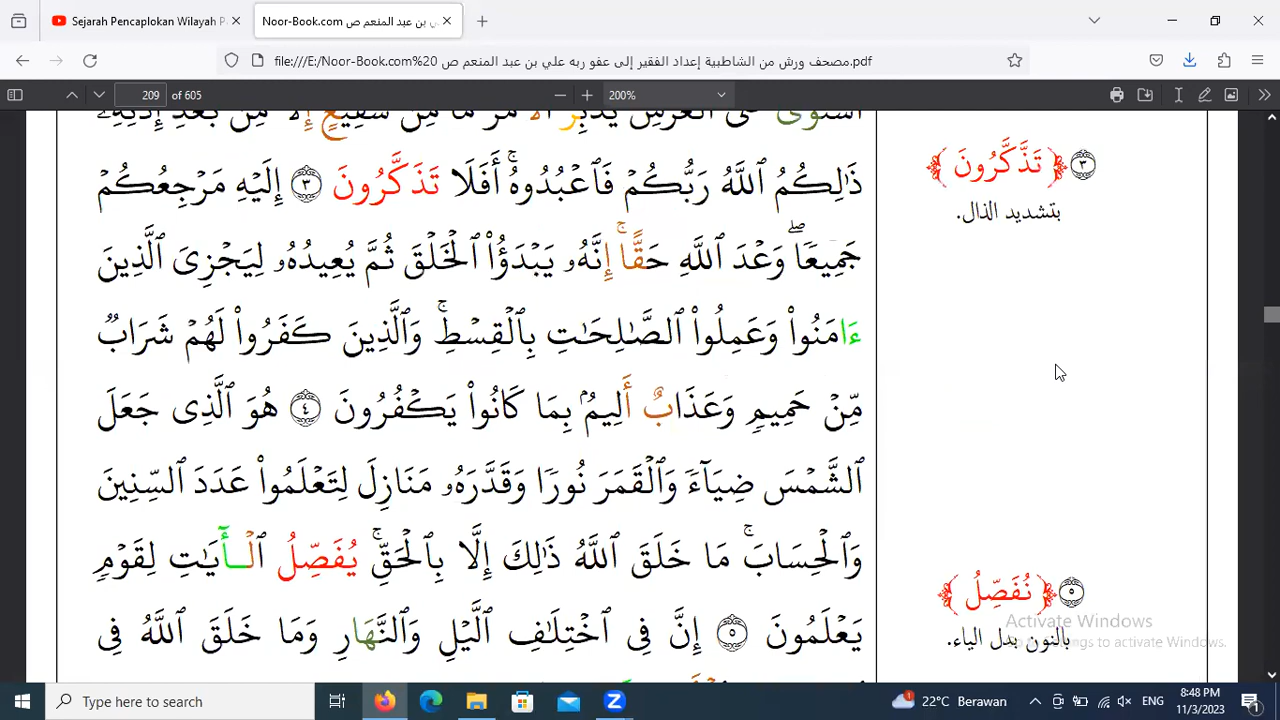 Sejarah Pencaplokan Wilayah P
Noor-Book.com ي بن عبد المنعم ص
file:///E:/Noor-Book.com%20 مصحف ورش من الشاطبية إعداد الفقير إلى عفو ربه علي بن عبد المنعم ص.pdf
209 of 605
200%
ذَٰلِكُمُ ٱللَّهُ رَبُّكُمْ فَٱعْبُدُوهُۚ أَفَلَا تَذَّكَّرُونَ ٣ إِلَيْهِ مَرْجِعُكُمْ
جَمِيعٗاۖ وَعْدَ ٱللَّهِ حَقًّاۚ إِنَّهُۥ يَبْدَؤُاْ ٱلْخَلْقَ ثُمَّ يُعِيدُهُۥ لِيَجْزِىَ ٱلَّذِينَ
ءَامَنُواْ وَعَمِلُواْ ٱلصَّٰلِحَٰتِ بِٱلْقِسْطِۚ وَٱلَّذِينَ كَفَرُواْ لَهُمْ شَرَابٞ
مِّنْ حَمِيمٖ وَعَذَابٌ أَلِيمُۢ بِمَا كَانُواْ يَكْفُرُونَ ٤ هُوَ ٱلَّذِى جَعَلَ
ٱلشَّمْسَ ضِيَآءٗ وَٱلْقَمَرَ نُورٗا وَقَدَّرَهُۥ مَنَازِلَ لِتَعْلَمُواْ عَدَدَ ٱلسِّنِينَ
وَٱلْحِسَابَۚ مَا خَلَقَ ٱللَّهُ ذَٰلِكَ إِلَّا بِٱلْحَقِّۚ يُفَصِّلُ ٱلْأٓيَٰتِ لِقَوْمٖ
يَعْلَمُونَ ٥ إِنَّ فِى ٱخْتِلَٰفِ ٱلَّيْلِ وَٱلنَّهَارِ وَمَا خَلَقَ ٱللَّهُ فِى
٣ ﴿تَذَّكَّرُونَ﴾
بتشديد الذال.
٥ ﴿نُفَصِّلُ﴾
بالنون بدل الياء.
Activate Windows
to activate Windows.
Type here to search
22°C Berawan
ENG
8:48 PM
11/3/2023